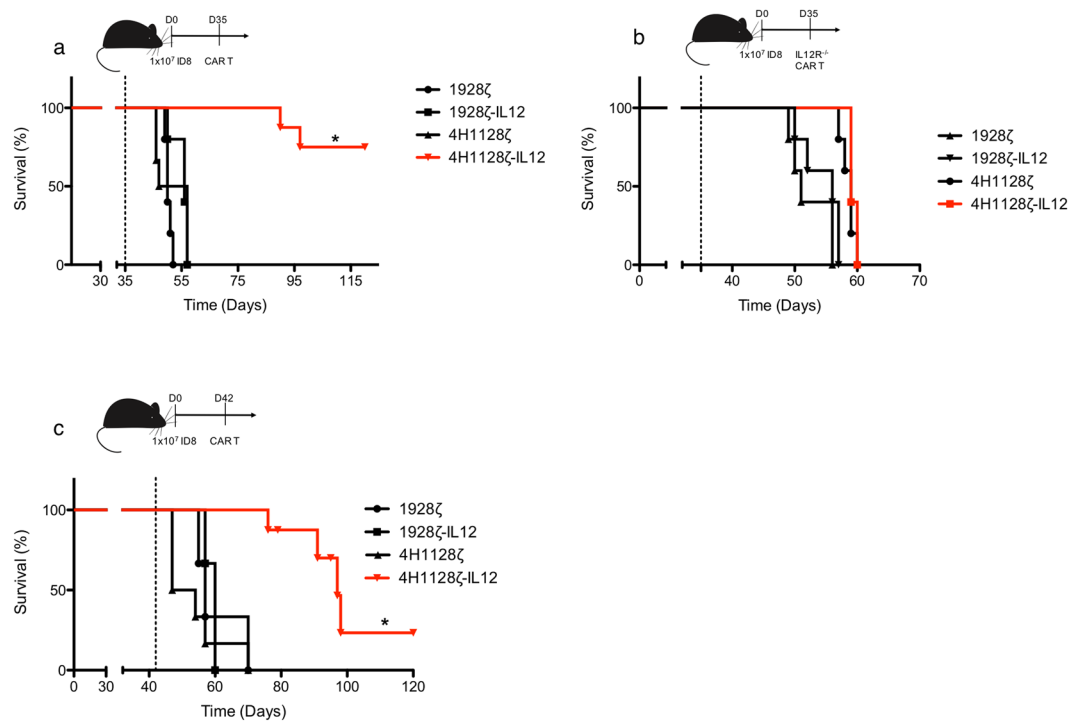 a
D0 D35
1x10⁷ ID8 CAR T
Survival (%)
100
50
0
30 35 55 75 95 115
Time (Days)
1928ζ
1928ζ-IL12
4H1128ζ
4H1128ζ-IL12
*
b
D0 D35
1x10⁷ ID8 IL12R⁻/⁻
CAR T
Survival (%)
100
50
0
0 40 50 60 70
Time (Days)
1928ζ
1928ζ-IL12
4H1128ζ
4H1128ζ-IL12
c
D0 D42
1x10⁷ ID8 CAR T
Survival (%)
100
50
0
0 30 40 60 80 100 120
Time (Days)
1928ζ
1928ζ-IL12
4H1128ζ
4H1128ζ-IL12
*